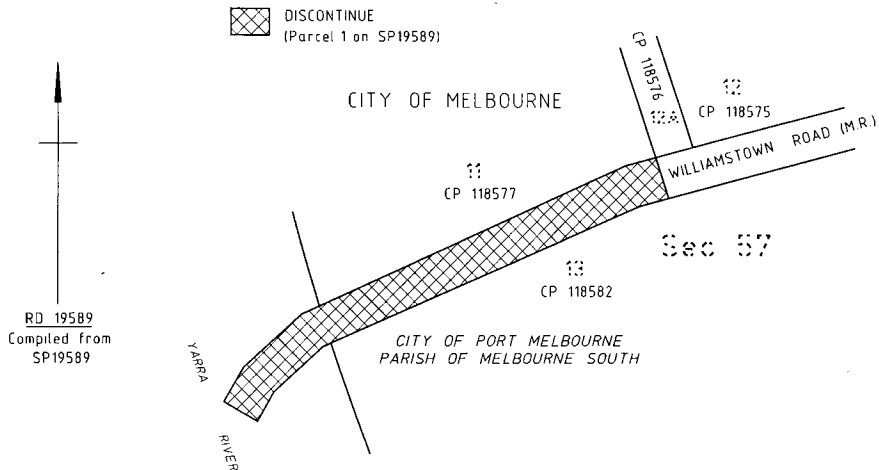 DISCONTINUE
(Parcel 1 on SP19589)
CITY OF MELBOURNE
CP 118576
12A
12
CP 118575
WILLIAMSTOWN ROAD (M.R.)
11
CP 118577
Sec 57
13
CP 118582
RD 19589
Compiled from
SP19589
CITY OF PORT MELBOURNE
PARISH OF MELBOURNE SOUTH
YARRA
RIVER